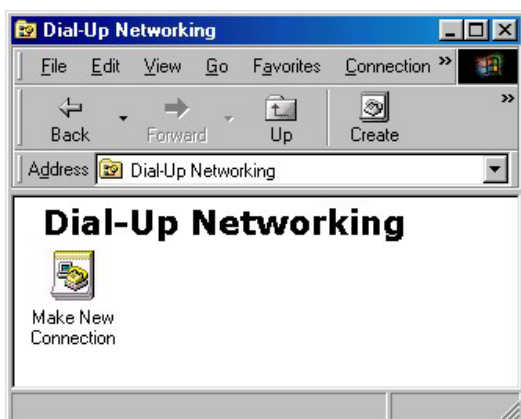 Dial-Up Networking
File Edit View Go Favorites Connection »
Back Forward Up Create »
Address Dial-Up Networking
Dial-Up Networking
Make New
Connection